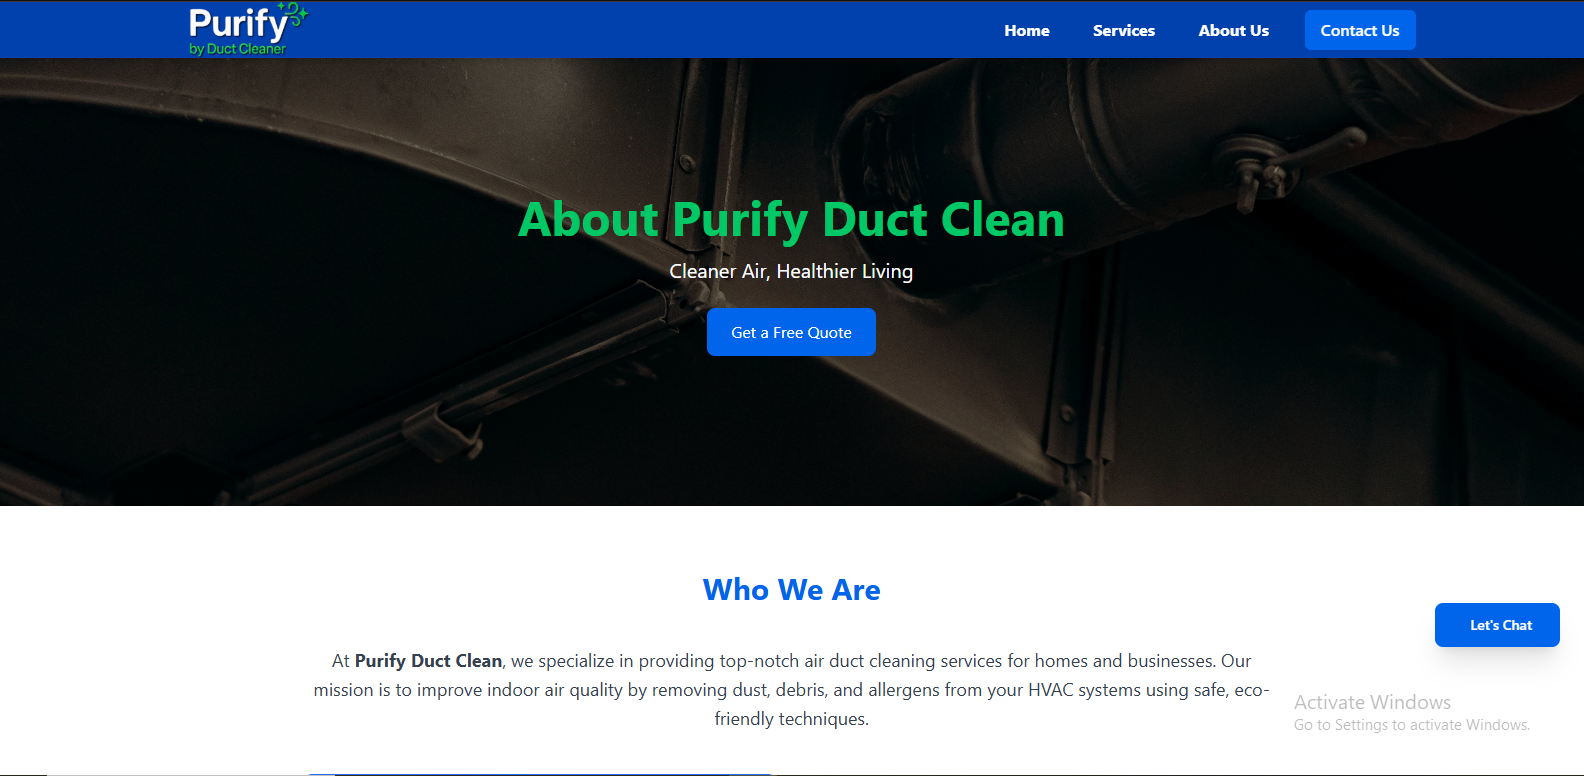 Purify
by Duct Cleaner
Home
Services
About Us
Contact Us
About Purify Duct Clean
Cleaner Air, Healthier Living
Get a Free Quote
Who We Are
At Purify Duct Clean, we specialize in providing top-notch air duct cleaning services for homes and businesses. Our
mission is to improve indoor air quality by removing dust, debris, and allergens from your HVAC systems using safe, eco-
friendly techniques.
Let's Chat
Activate Windows
Go to Settings to activate Windows.